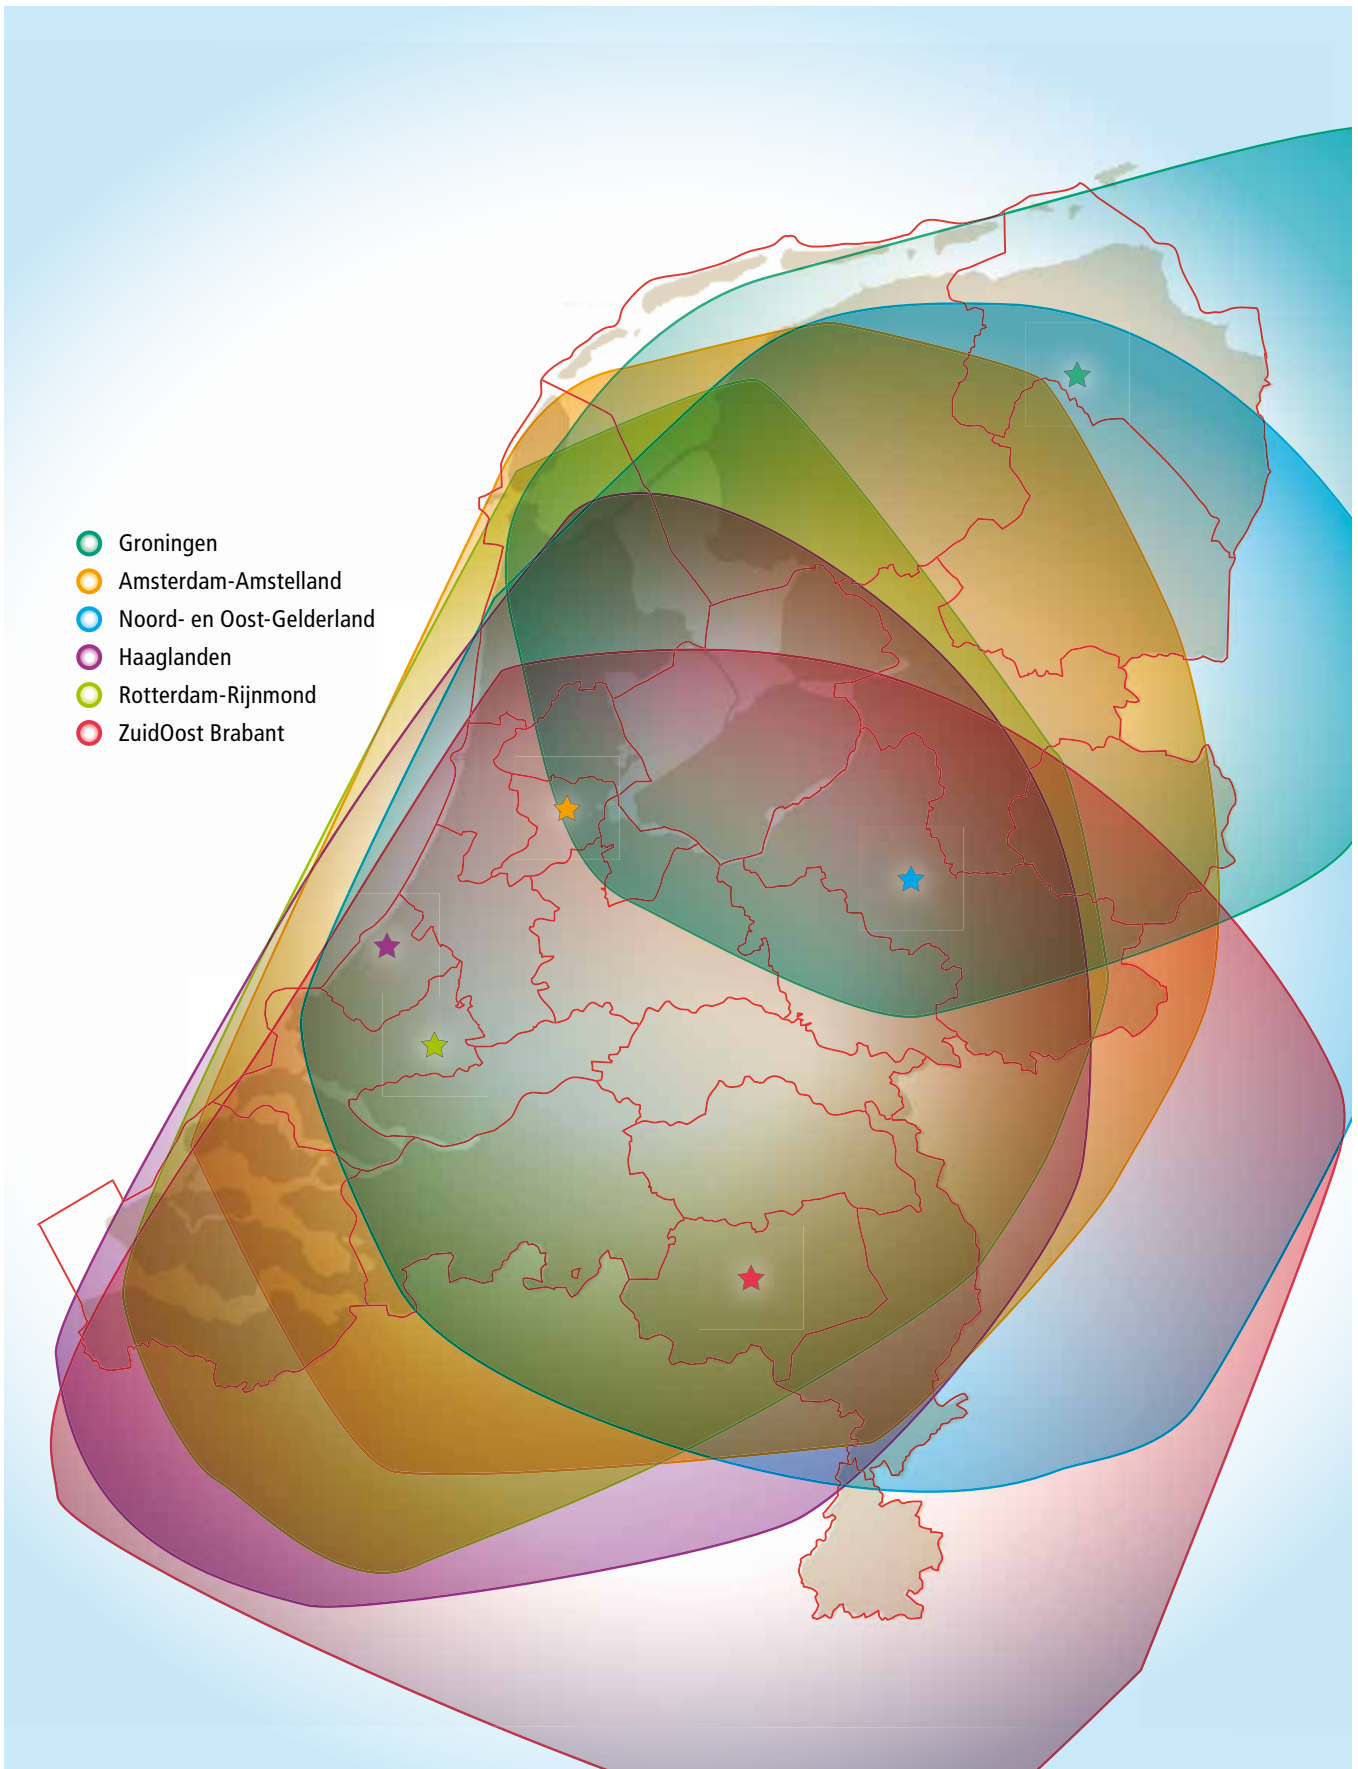 Groningen
Amsterdam-Amstelland
Noord- en Oost-Gelderland
Haaglanden
Rotterdam-Rijnmond
ZuidOost Brabant